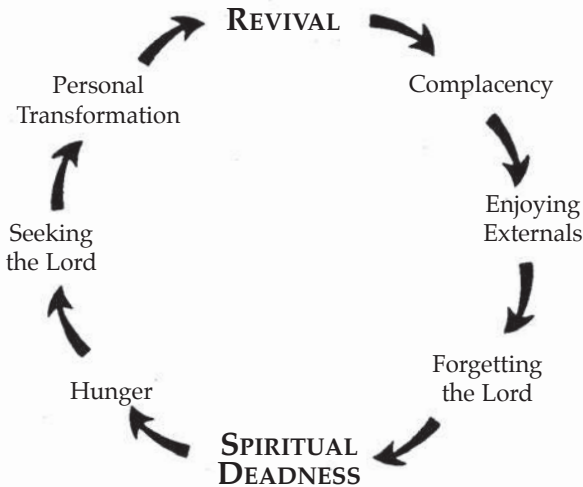 REVIVAL
Complacency
Enjoying
Externals
Forgetting
the Lord
SPIRITUAL
DEADNESS
Hunger
Seeking
the Lord
Personal
Transformation